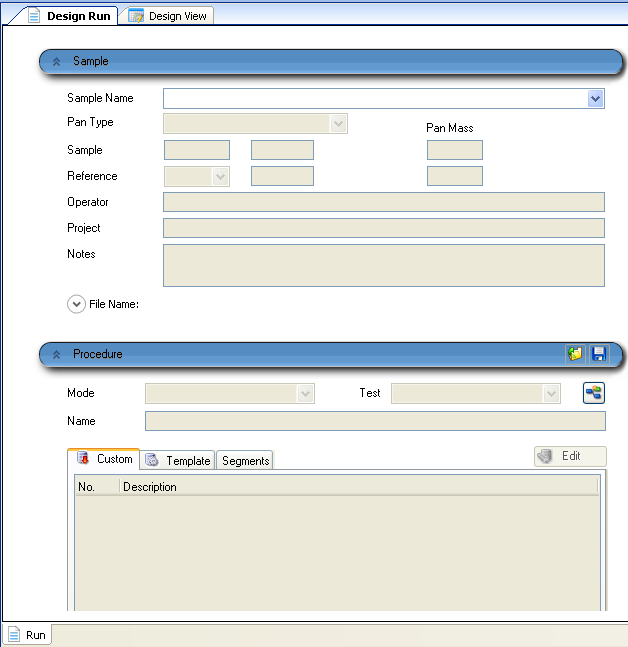 Design Run Design View
Sample
Sample Name
Pan Type
Pan Mass
Sample
Reference
Operator
Project
Notes
File Name:
Procedure
Mode Test
Name
Custom Template Segments Edit
No. Description
Run